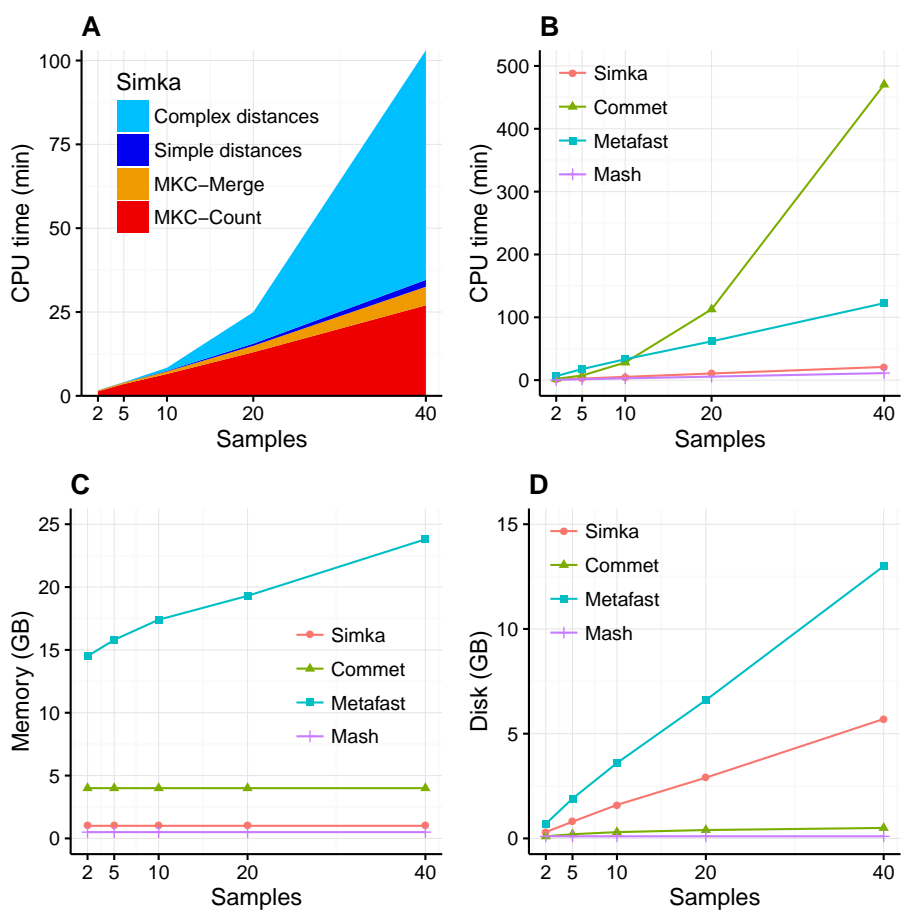 A
CPU time (min)
100
75
50
25
0
Simka
Complex distances
Simple distances
MKC−Merge
MKC−Count
2 5 10 20 40
Samples
B
CPU time (min)
500
400
300
200
100
0
Simka
Commet
Metafast
Mash
2 5 10 20 40
Samples
C
Memory (GB)
25
20
15
10
5
0
Simka
Commet
Metafast
Mash
2 5 10 20 40
Samples
D
Disk (GB)
15
10
5
0
Simka
Commet
Metafast
Mash
2 5 10 20 40
Samples